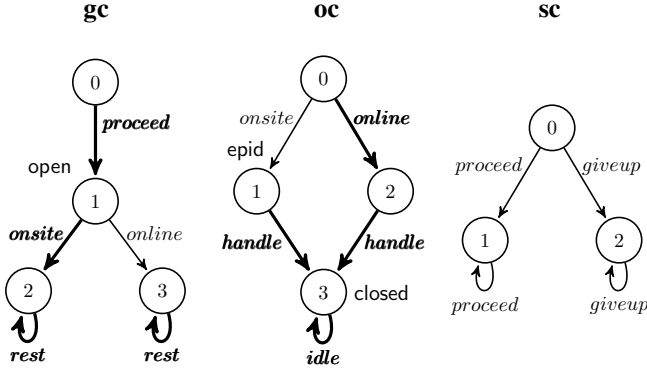 gc oc sc
0
proceed
open
1
onsite online
2 3
rest rest
0
onsite online
epid
1 2
handle handle
3 closed
idle
0
proceed giveup
1 2
proceed giveup